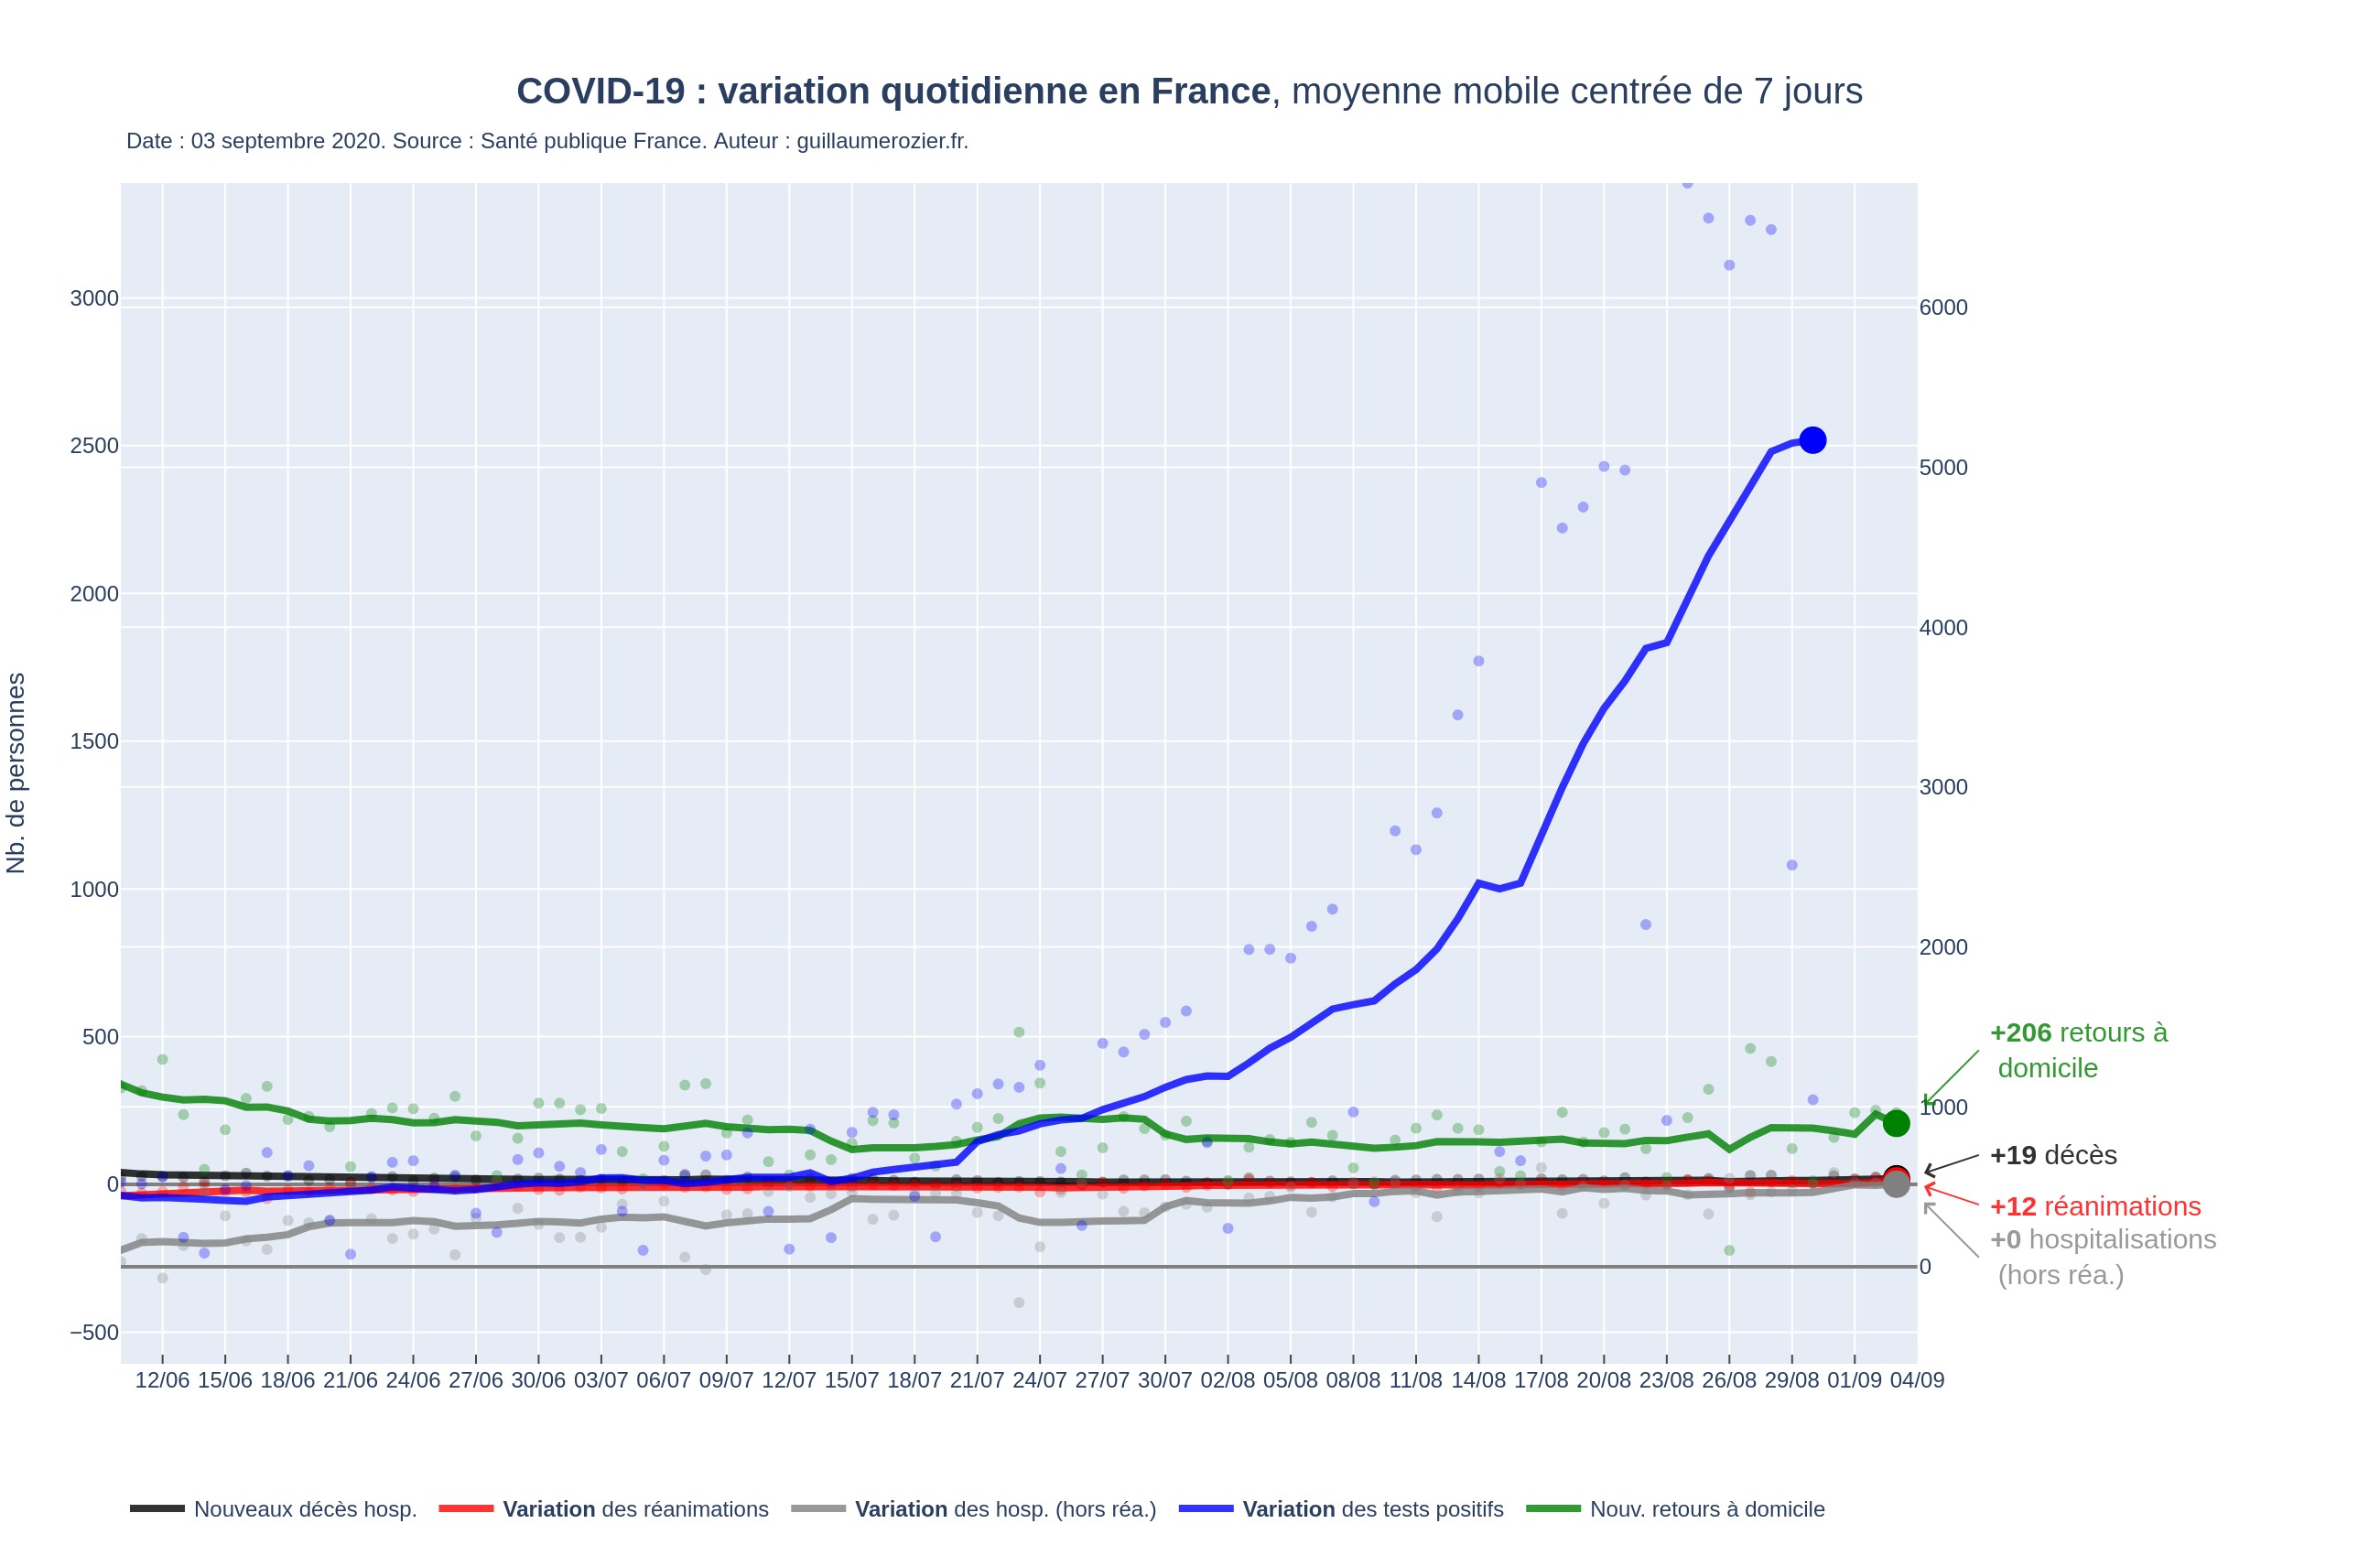 COVID-19 : variation quotidienne en France, moyenne mobile centrée de 7 jours
Date : 03 septembre 2020. Source : Santé publique France. Auteur : guillaumerozier.fr.
Nb. de personnes
3000
2500
2000
1500
1000
500
0
−500
6000
5000
4000
3000
2000
1000
0
+206 retours à
domicile
+19 décès
+12 réanimations
+0 hospitalisations
(hors réa.)
12/06 15/06 18/06 21/06 24/06 27/06 30/06 03/07 06/07 09/07 12/07 15/07 18/07 21/07 24/07 27/07 30/07 02/08 05/08 08/08 11/08 14/08 17/08 20/08 23/08 26/08 29/08 01/09 04/09
Nouveaux décès hosp. Variation des réanimations Variation des hosp. (hors réa.) Variation des tests positifs Nouv. retours à domicile